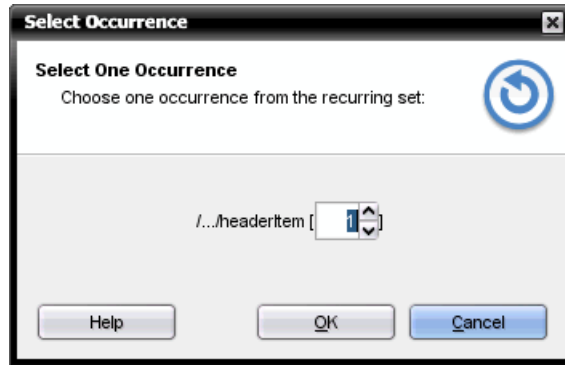 Select Occurrence
Select One Occurrence
Choose one occurrence from the recurring set:
/.../headerItem [ 1 ]
Help OK Cancel